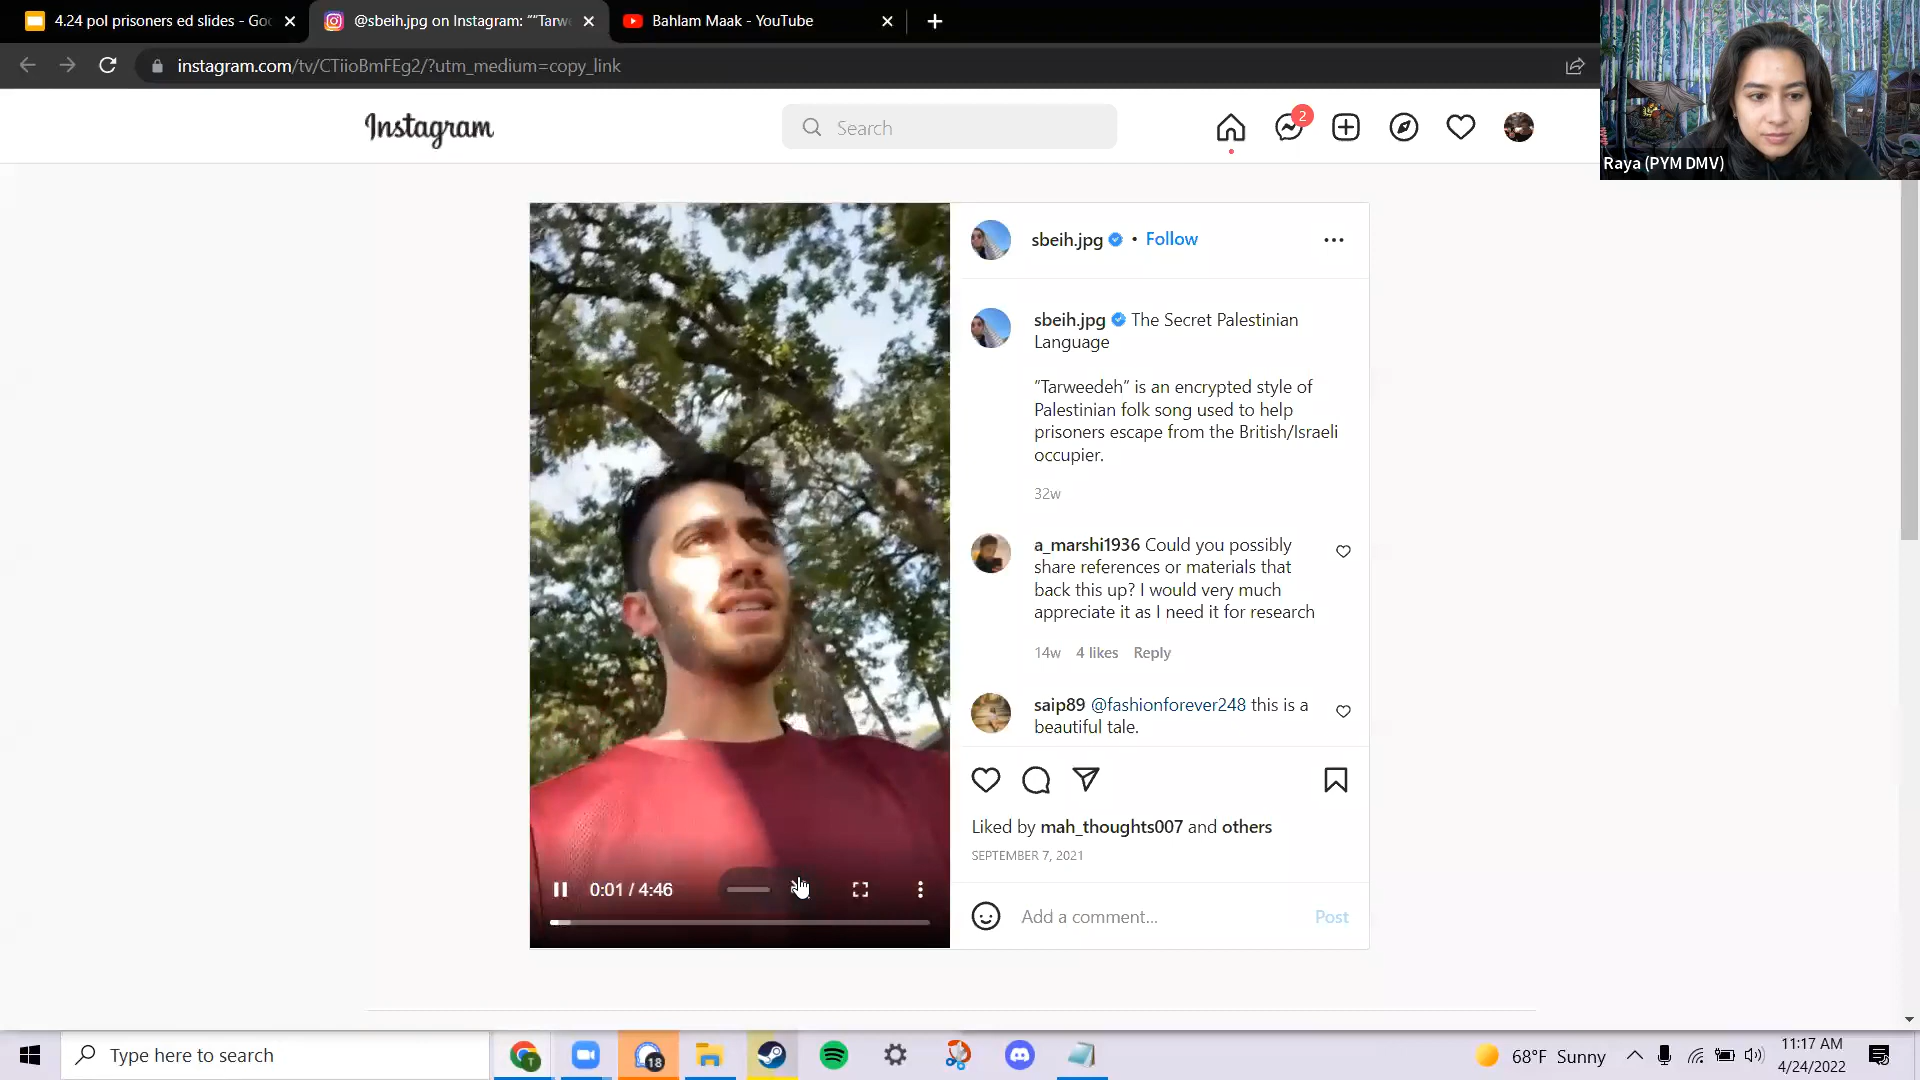 4.24 pol prisoners ed slides - Goo
@sbeih.jpg on Instagram: "“Tarwe
Bahlam Maak - YouTube
instagram.com/tv/CTiioBmFEg2/?utm_medium=copy_link
Instagram
Search
2
Raya (PYM DMV)
sbeih.jpg • Follow
sbeih.jpg The Secret Palestinian
Language
“Tarweedeh” is an encrypted style of
Palestinian folk song used to help
prisoners escape from the British/Israeli
occupier.
32w
a_marshi1936 Could you possibly
share references or materials that
back this up? I would very much
appreciate it as I need it for research
14w 4 likes Reply
saip89 @fashionforever248 this is a
beautiful tale.
Liked by mah_thoughts007 and others
SEPTEMBER 7, 2021
0:01 / 4:46
Add a comment... Post
Type here to search
18
68°F Sunny
11:17 AM
4/24/2022